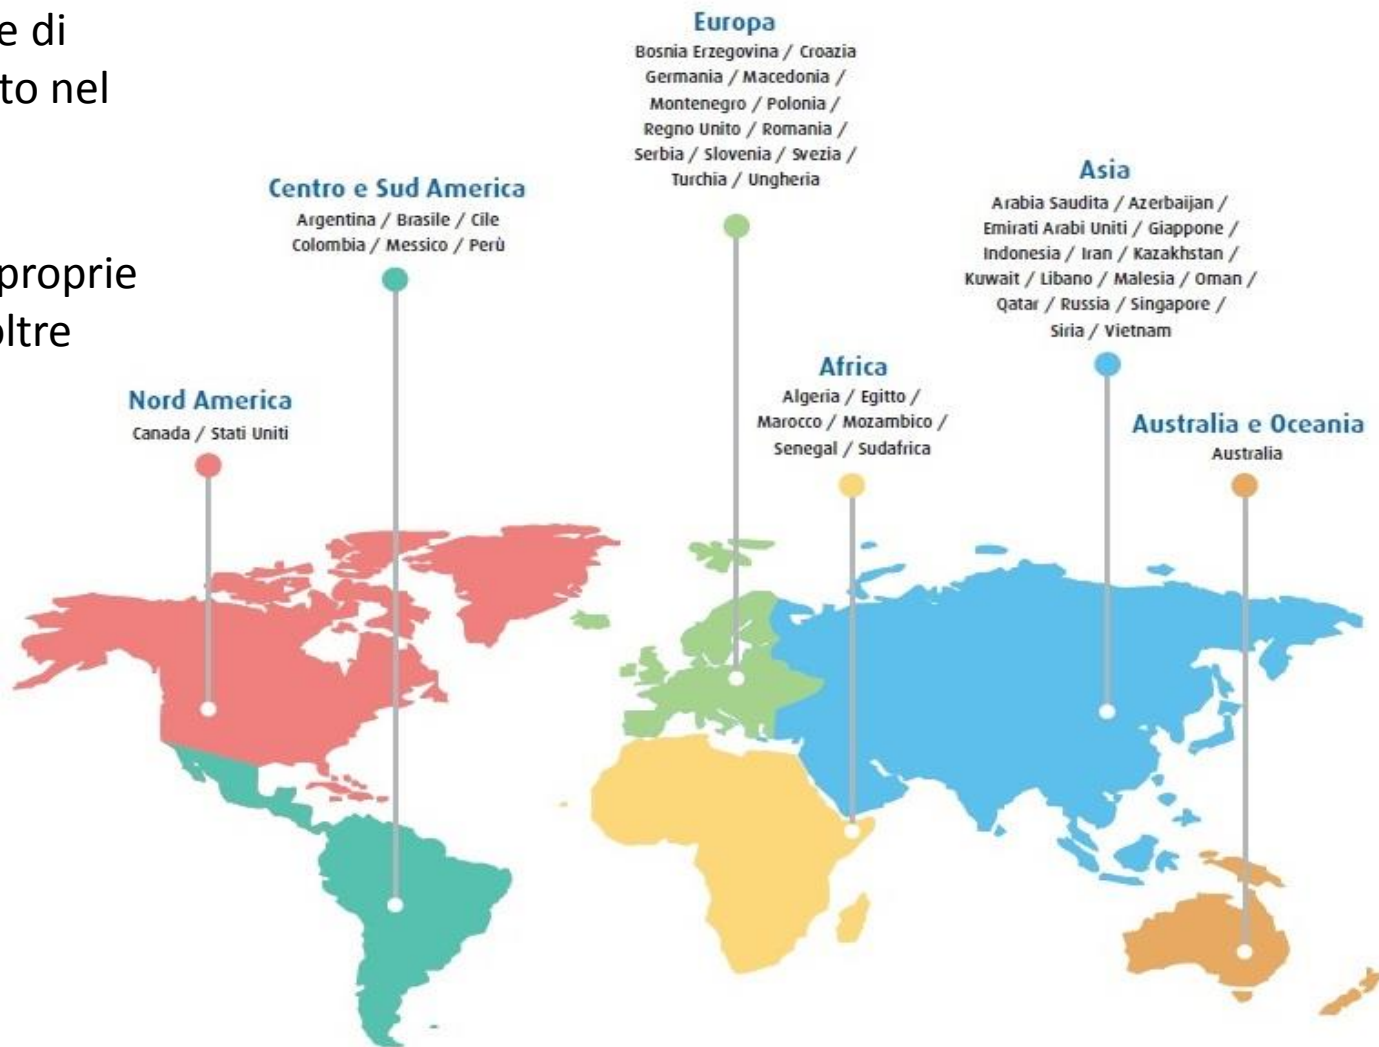 e di
to nel
proprie
oltre
Europa
Bosnia Erzegovina / Croazia
Germania / Macedonia /
Montenegro / Polonia /
Regno Unito / Romania /
Serbia / Slovenia / Svezia /
Turchia / Ungheria
Centro e Sud America
Argentina / Brasile / Cile
Colombia / Messico / Perù
Asia
Arabia Saudita / Azerbaijan /
Emirati Arabi Uniti / Giappone /
Indonesia / Iran / Kazakhstan /
Kuwait / Libano / Malesia / Oman /
Qatar / Russia / Singapore /
Siria / Vietnam
Nord America
Canada / Stati Uniti
Africa
Algeria / Egitto /
Marocco / Mozambico /
Senegal / Sudafrica
Australia e Oceania
Australia